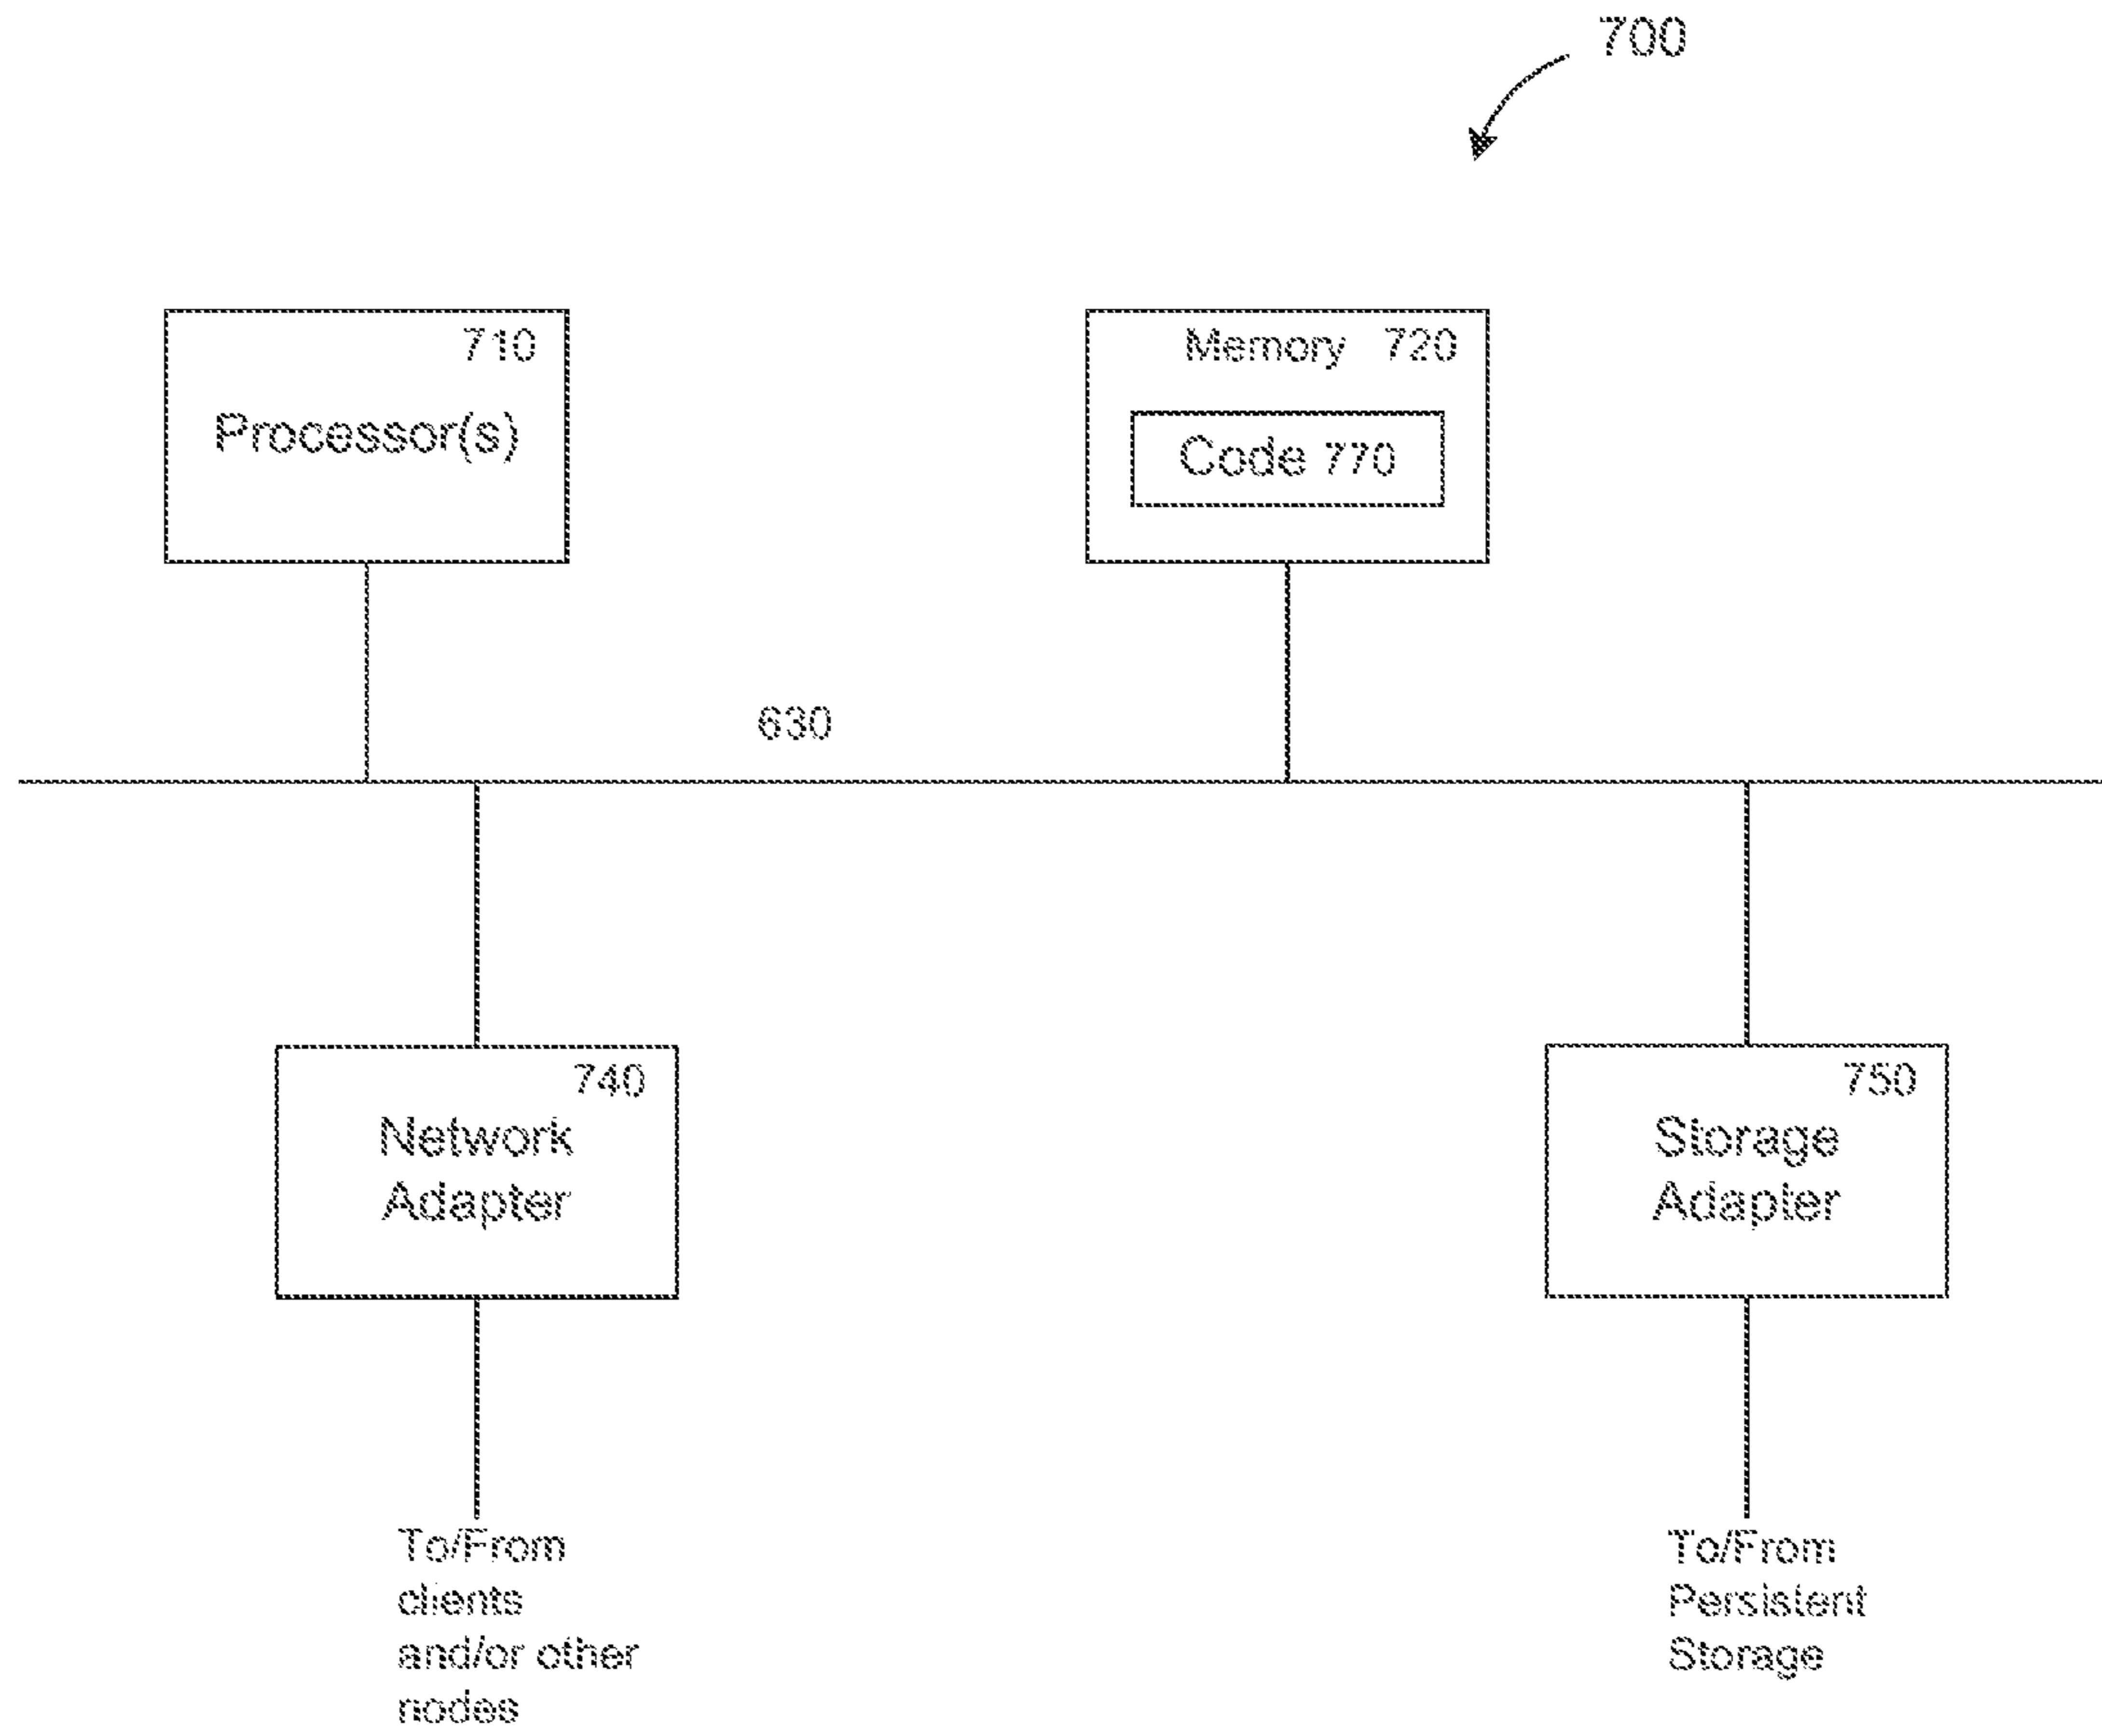 700
710
Processor(s)
Memory 720
Code 770
630
740
Network
Adapter
750
Storage
Adapter
To/From
clients
and/or other
nodes
To/From
Persistent
Storage